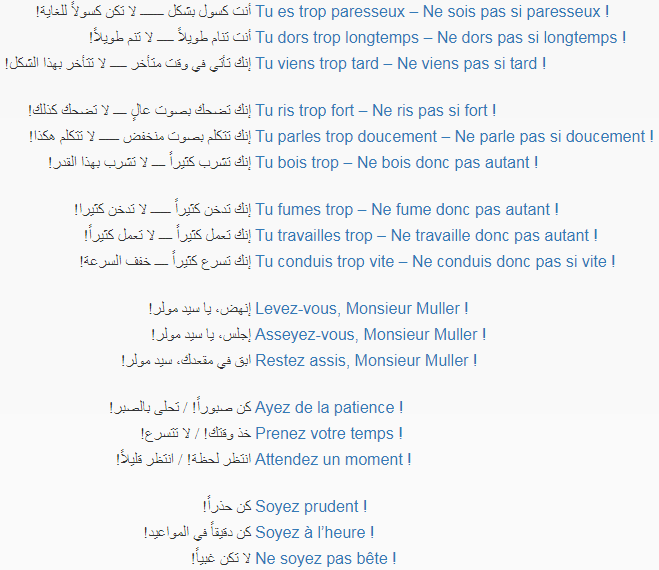 أنت كسول بشكل ــــــ لا تكن كسولاً للغاية! Tu es trop paresseux – Ne sois pas si paresseux !
أنت تنام طويلاً ــــــ لا تنم طويلاً! Tu dors trop longtemps – Ne dors pas si longtemps !
إنك تأتي في وقت متأخر ــــ لا تتأخر بهذا الشكل! Tu viens trop tard – Ne viens pas si tard !
إنك تضحك بصوت عالٍ ــــ لا تضحك كذلك! Tu ris trop fort – Ne ris pas si fort !
إنك تتكلم بصوت منخفض ـــــ لا تتكلم هكذا! Tu parles trop doucement – Ne parle pas si doucement !
إنك تشرب كثيراً ــــ لا تشرب بهذا القدر! Tu bois trop – Ne bois donc pas autant !
إنك تدخن كثيراً ـــــ لا تدخن كثيرا! Tu fumes trop – Ne fume donc pas autant !
إنك تعمل كثيراً ــــ لا تعمل كثيراً! Tu travailles trop – Ne travaille donc pas autant !
إنك تسرع كثيراً ــــ خفف السرعة! Tu conduis trop vite – Ne conduis donc pas si vite !
إنهض، يا سيد مولر! Levez-vous, Monsieur Muller !
إجلس، يا سيد مولر! Asseyez-vous, Monsieur Muller !
ابق في مقعدك، سيد مولر! Restez assis, Monsieur Muller !
كن صبوراً! / تحلى بالصبر! Ayez de la patience !
خذ وقتك! / لا تتسرع! Prenez votre temps !
انتظر لحظة! / انتظر قليلاً! Attendez un moment !
كن حذراً! Soyez prudent !
كن دقيقاً في المواعيد! Soyez à l’heure !
لا تكن غبياً! Ne soyez pas bête !